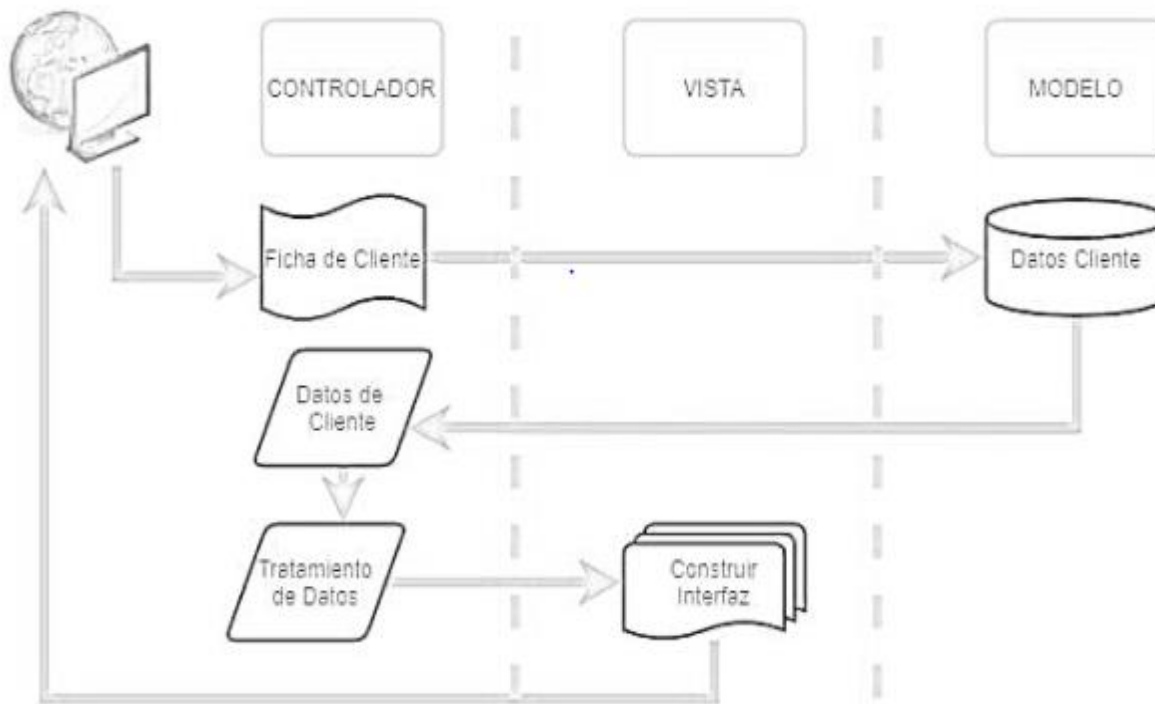 CONTROLADOR
VISTA
MODELO
Ficha de Cliente
Datos Cliente
Datos de
Cliente
Tratamiento
de Datos
Construir
Interfaz